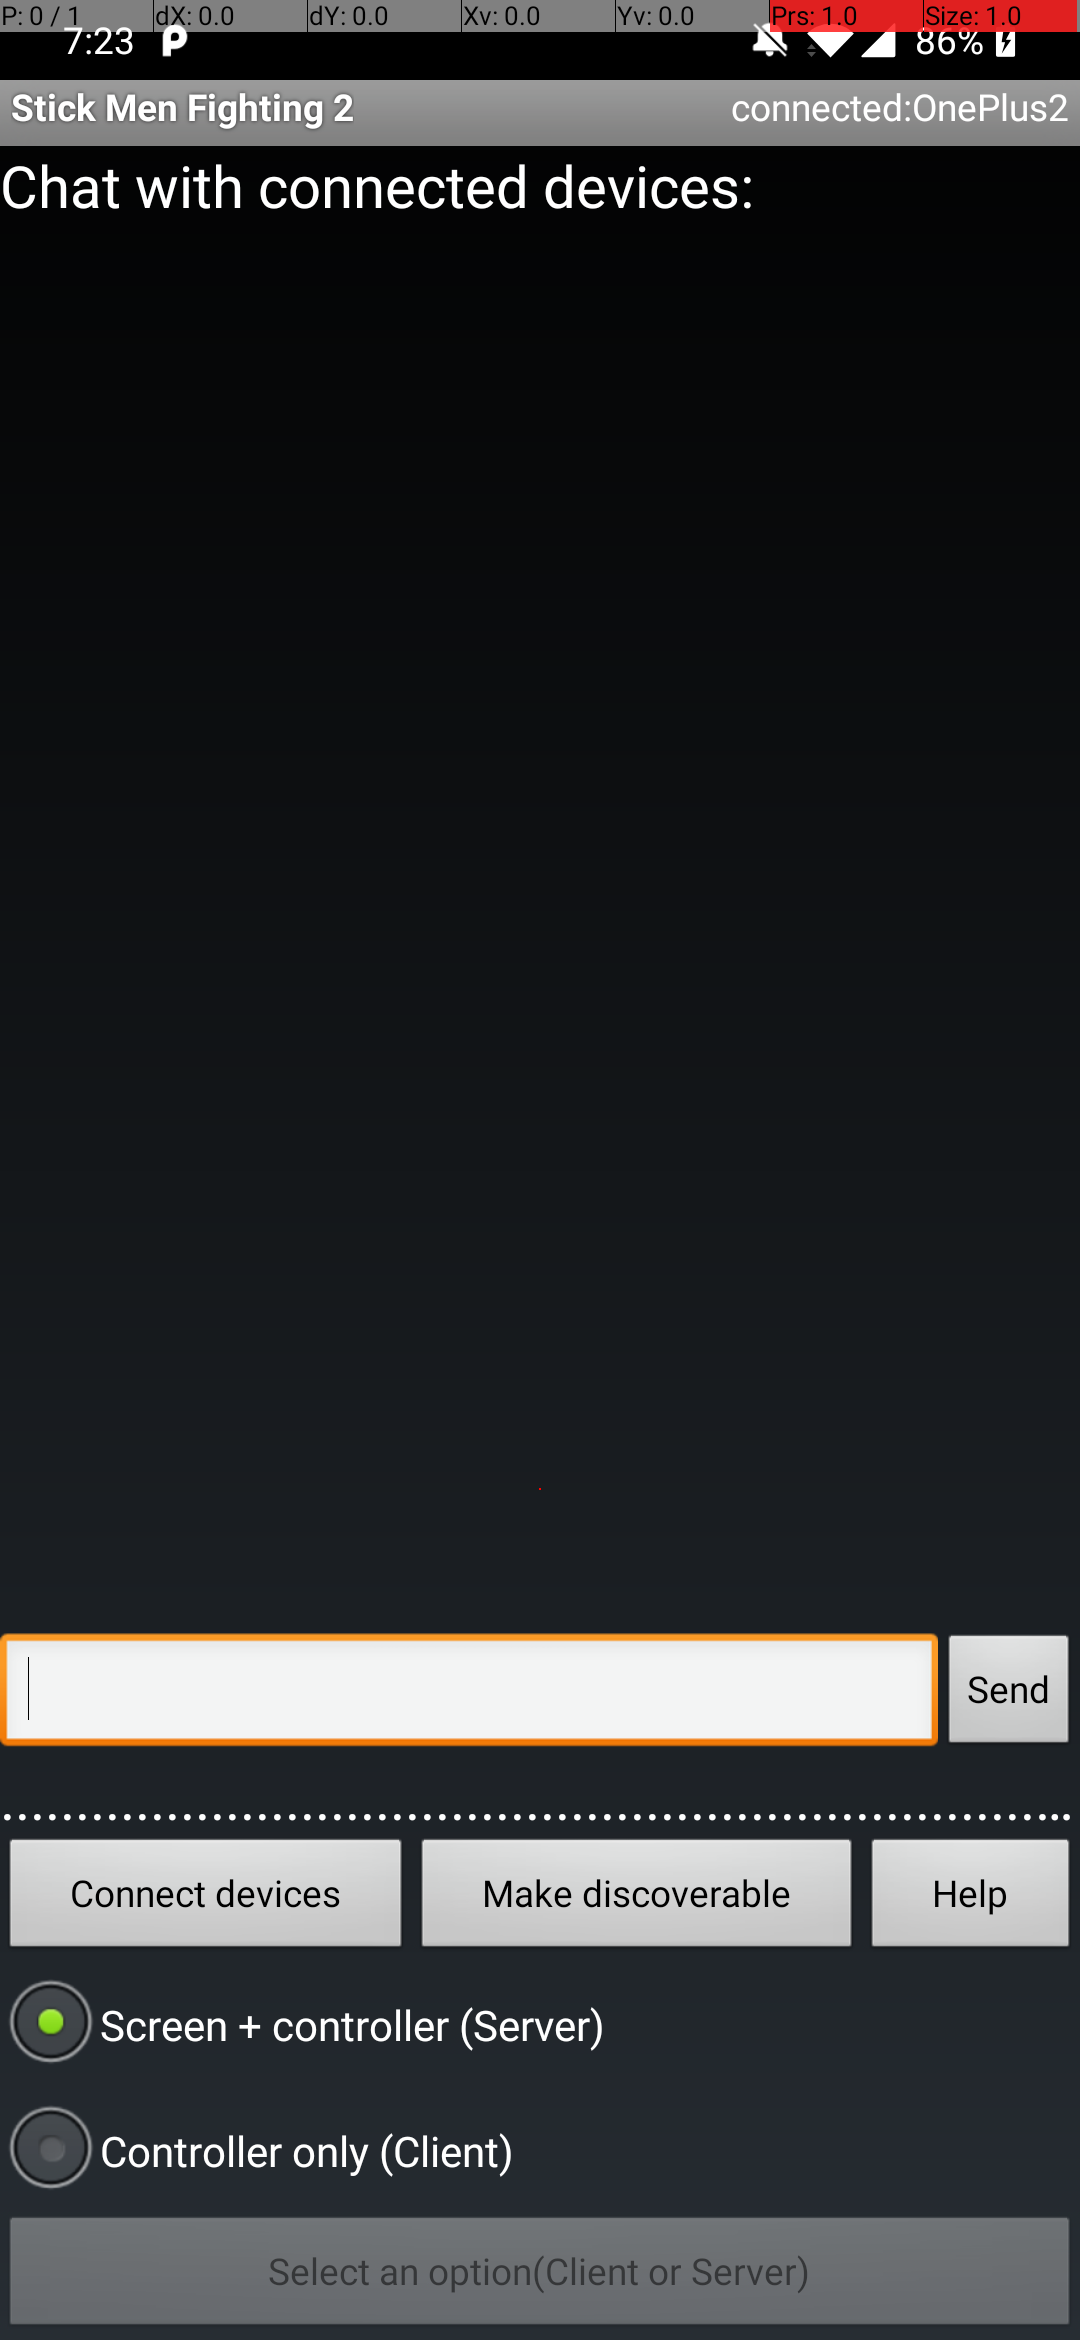 P: 0 / 1 dX: 0.0 dY: 0.0 Xv: 0.0 Yv: 0.0 Prs: 1.0 Size: 1.0
7:23 86%
Stick Men Fighting 2 connected:OnePlus2
Chat with connected devices:
Send
Connect devices Make discoverable Help
Screen + controller (Server)
Controller only (Client)
Select an option(Client or Server)